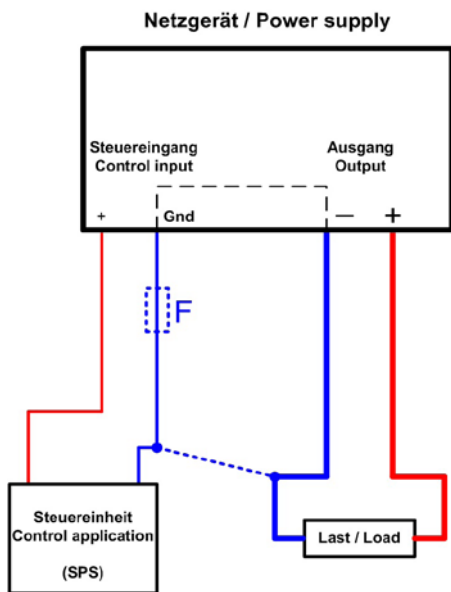 Netzgerät / Power supply
Steuereingang
Control input
Ausgang
Output
+
Gnd
—
+
F
Steuereinheit
Control application
(SPS)
Last / Load